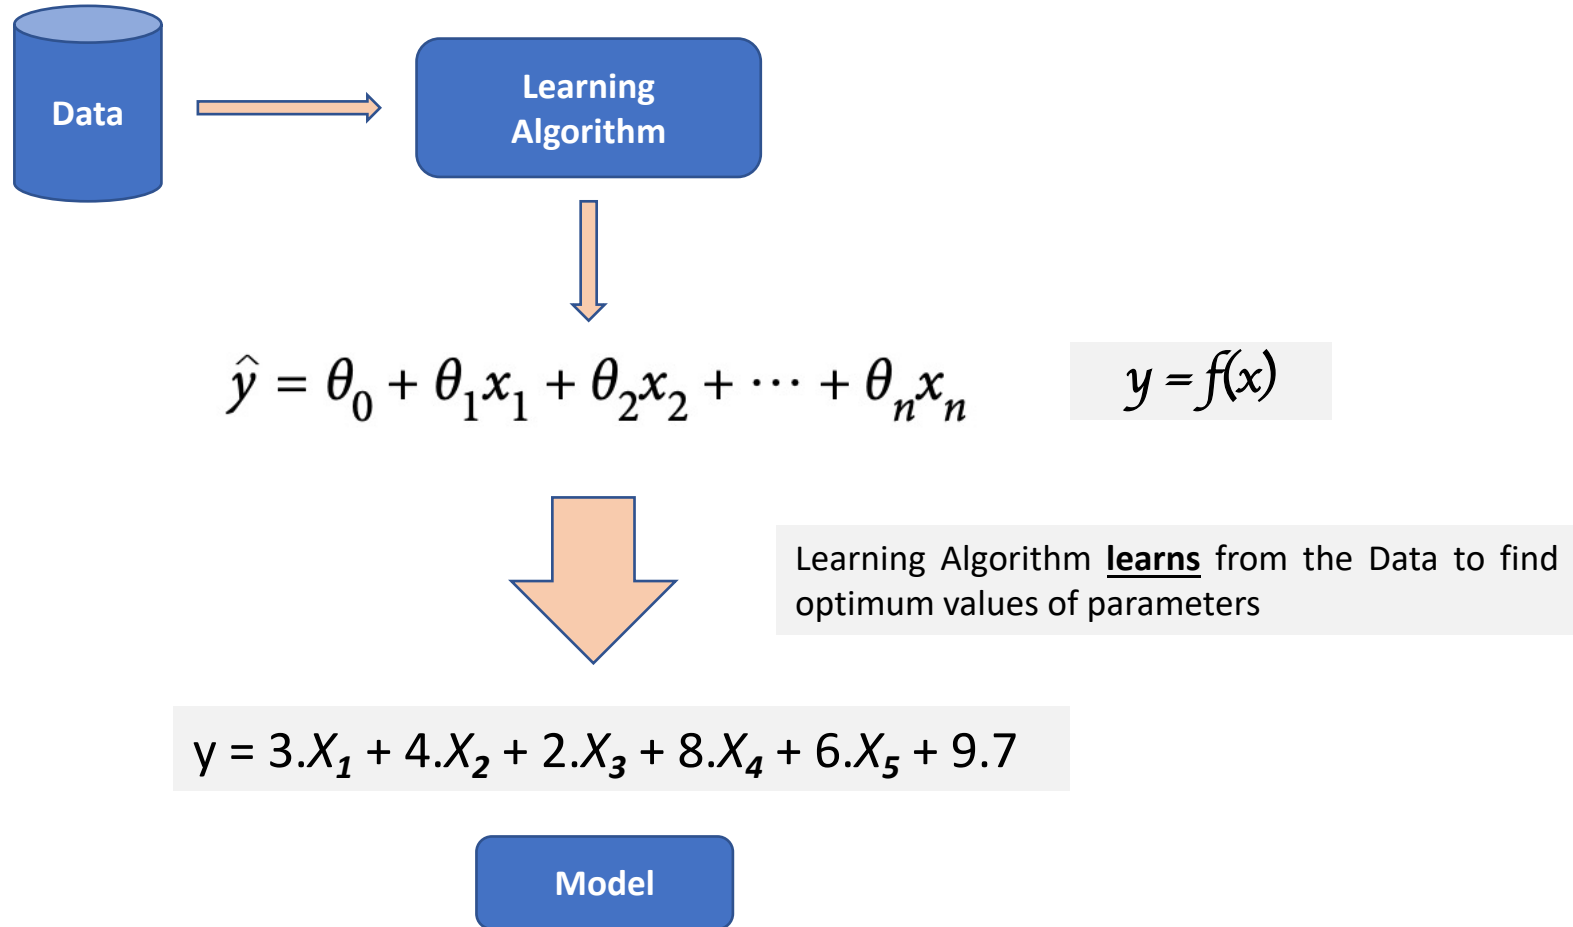 Data
Learning
Algorithm
ŷ = θ₀ + θ₁x₁ + θ₂x₂ + ⋯ + θₙxₙ
y = f(x)
Learning Algorithm learns from the Data to find
optimum values of parameters
y = 3.X₁ + 4.X₂ + 2.X₃ + 8.X₄ + 6.X₅ + 9.7
Model